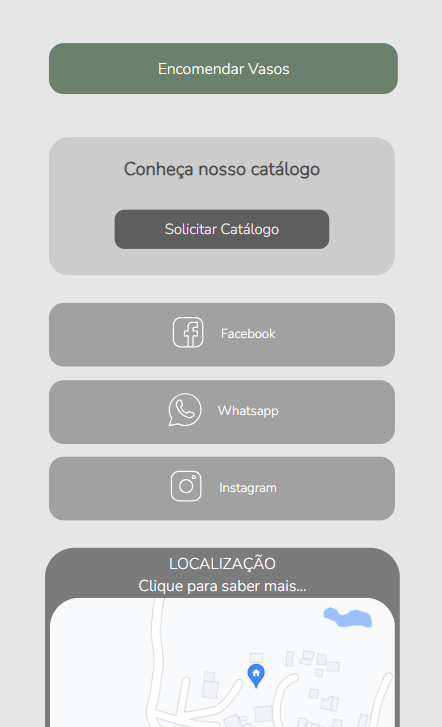 Encomendar Vasos
Conheça nosso catálogo
Solicitar Catálogo
Facebook
Whatsapp
Instagram
LOCALIZAÇÃO
Clique para saber mais...